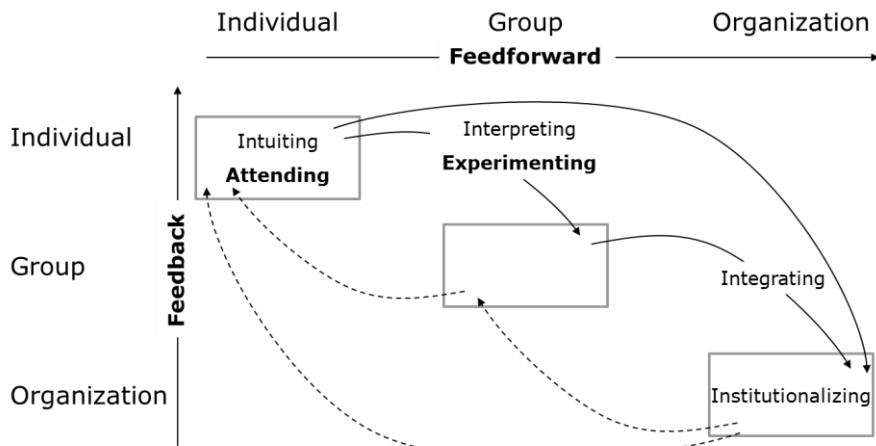 Individual Group Organization
Feedforward
Individual
Intuiting
Attending
Interpreting
Experimenting
Feedback
Group
Integrating
Organization
Institutionalizing